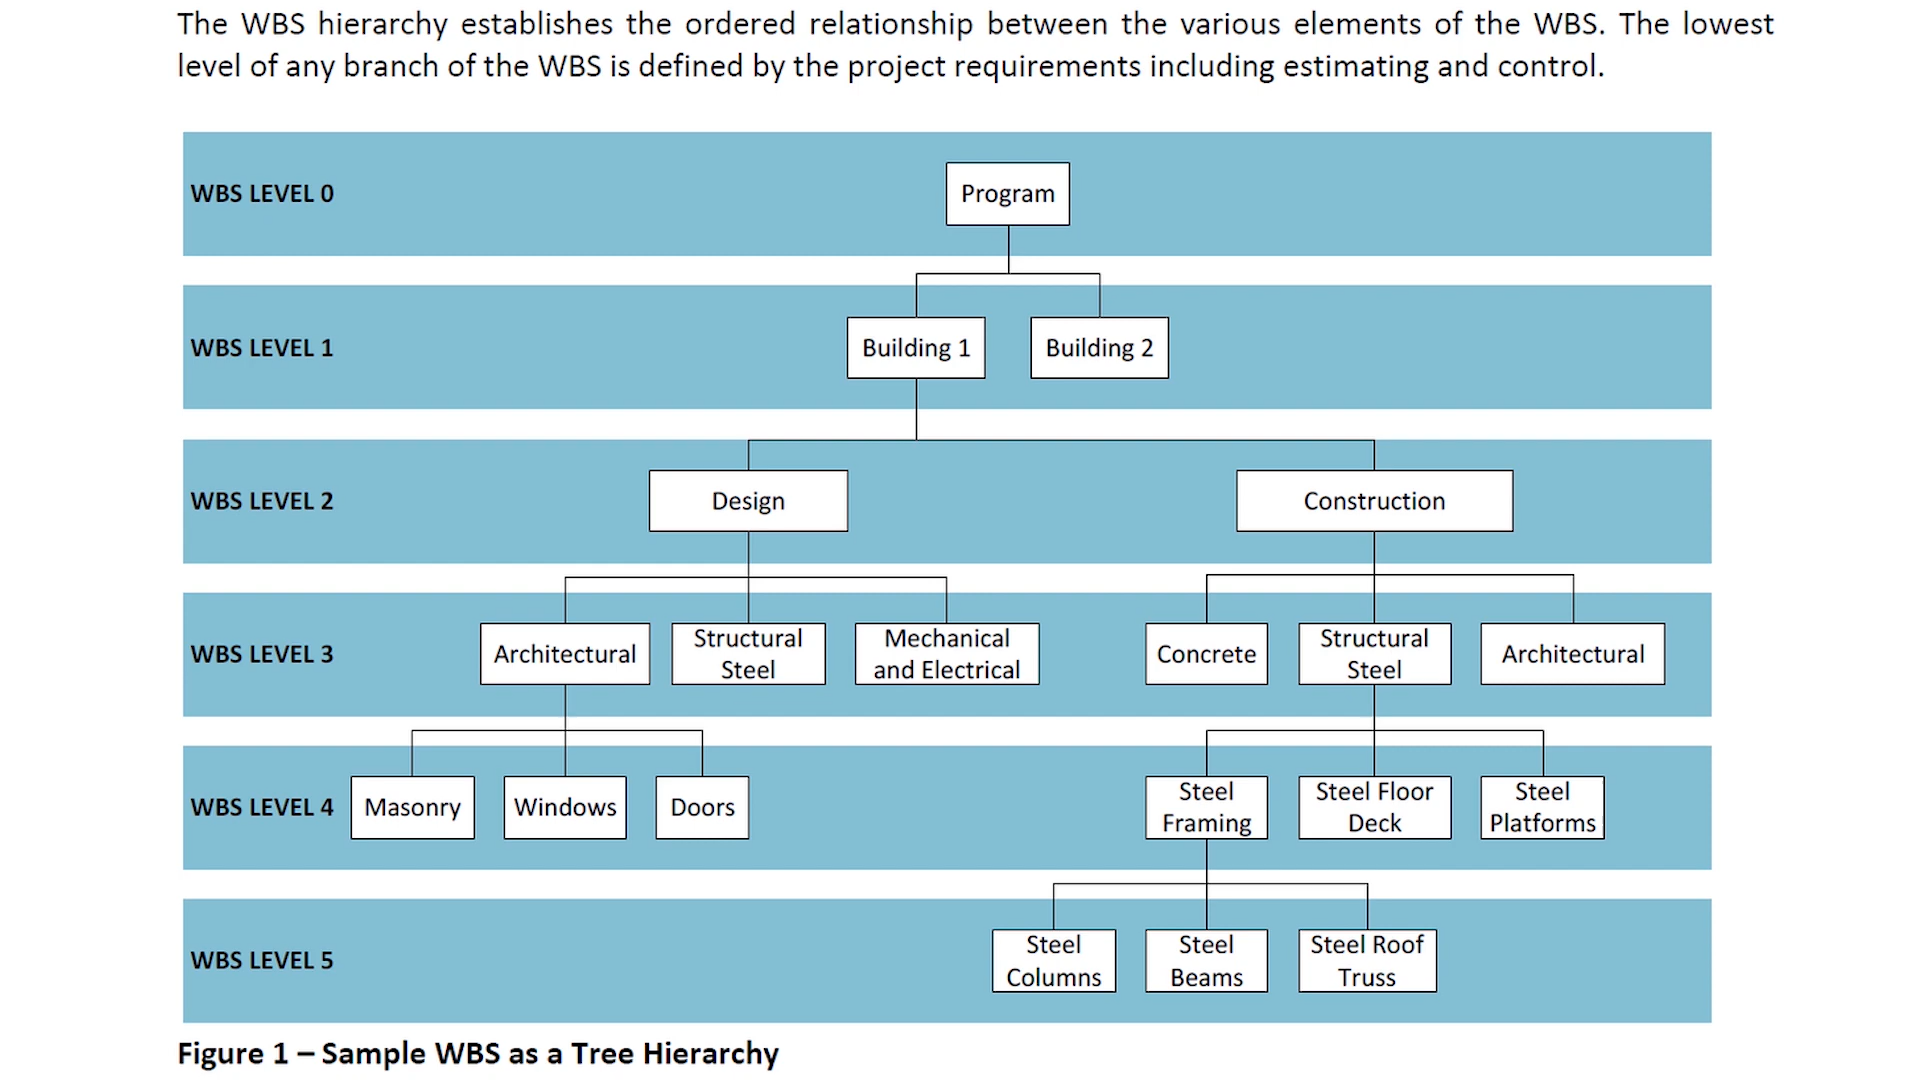 The WBS hierarchy establishes the ordered relationship between the various elements of the WBS. The lowest
level of any branch of the WBS is defined by the project requirements including estimating and control.
WBS LEVEL 0
Program
WBS LEVEL 1
Building 1
Building 2
WBS LEVEL 2
Design
Construction
WBS LEVEL 3
Architectural
Structural
Steel
Mechanical
and Electrical
Concrete
Structural
Steel
Architectural
WBS LEVEL 4
Masonry
Windows
Doors
Steel
Framing
Steel Floor
Deck
Steel
Platforms
WBS LEVEL 5
Steel
Columns
Steel
Beams
Steel Roof
Truss
Figure 1 – Sample WBS as a Tree Hierarchy